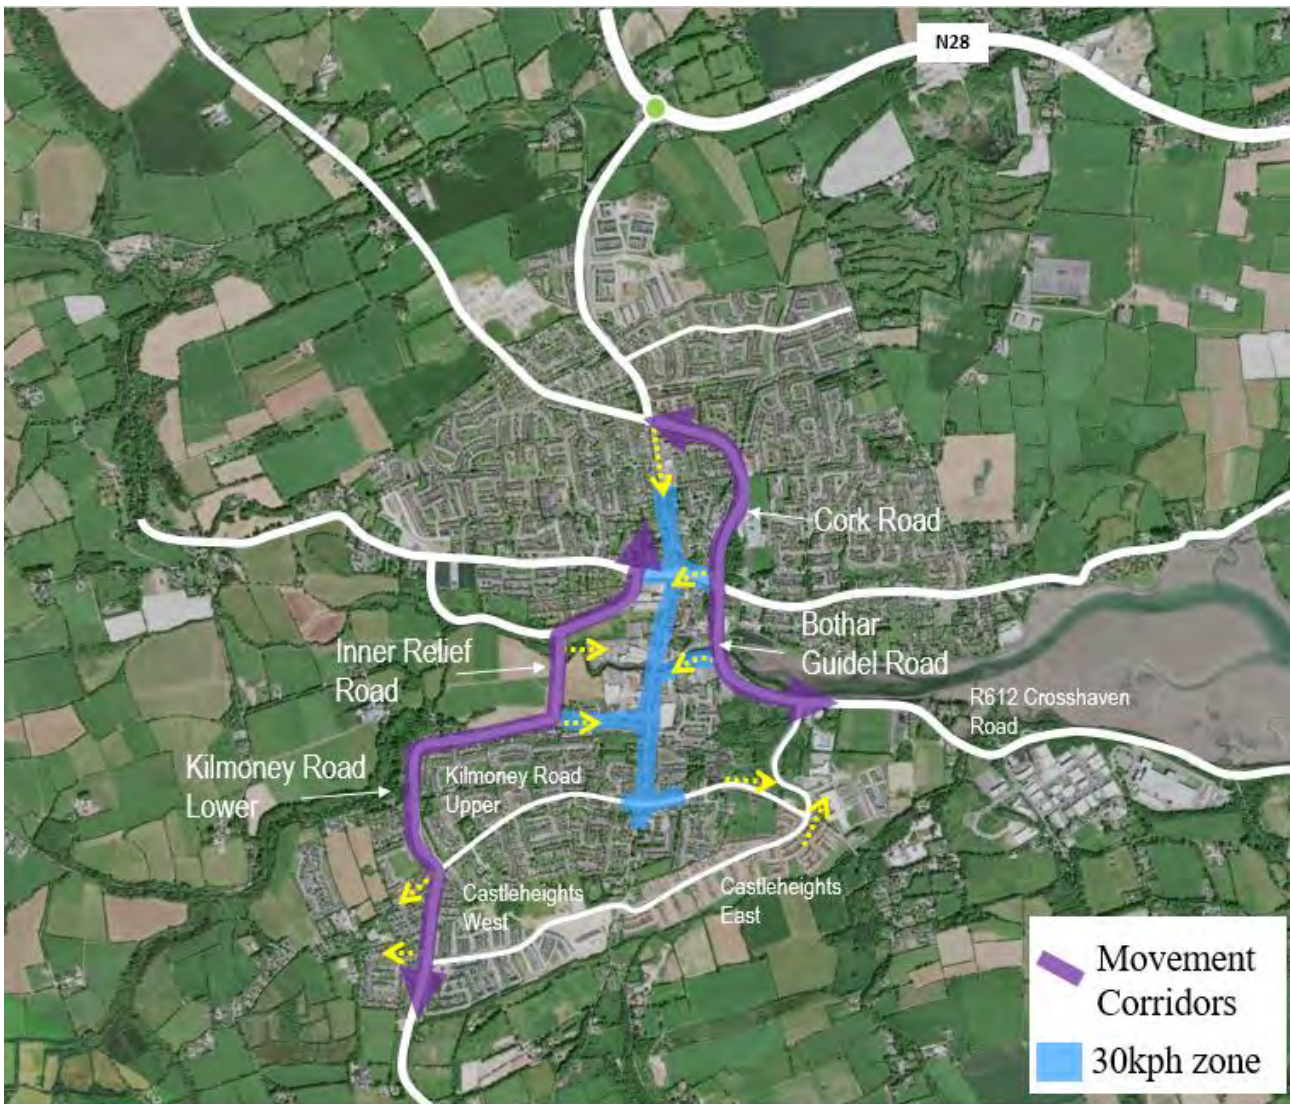 N28
Cork Road
Bothar
Guidel Road
Inner Relief
Road
R612 Crosshaven
Road
Kilmoney Road
Lower
Kilmoney Road
Upper
Castleheights
West
Castleheights
East
Movement
Corridors
30kph zone